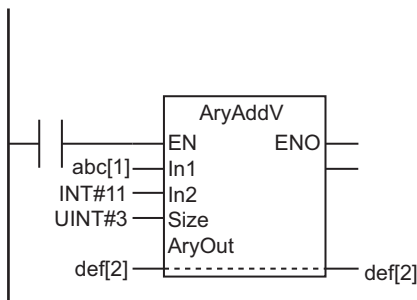 AryAddV
EN ENO
abc[1] In1
INT#11 In2
UINT#3 Size
AryOut
def[2] def[2]